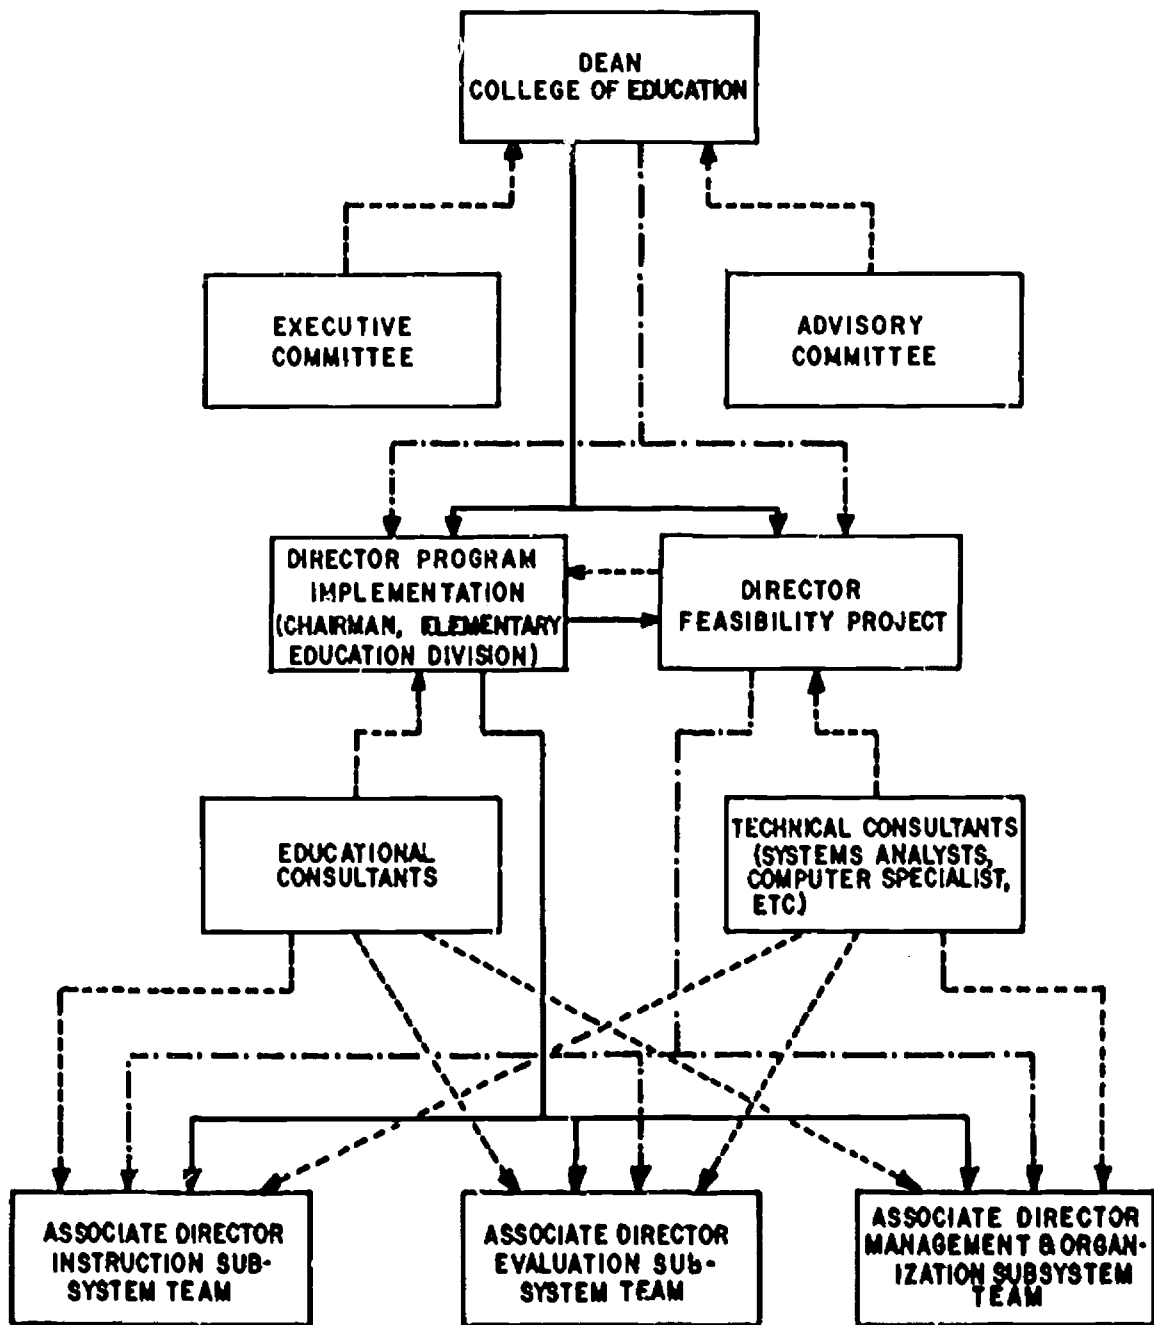 DEAN
COLLEGE OF EDUCATION
EXECUTIVE
COMMITTEE
ADVISORY
COMMITTEE
DIRECTOR PROGRAM
IMPLEMENTATION
(CHAIRMAN, ELEMENTARY
EDUCATION DIVISION)
DIRECTOR
FEASIBILITY PROJECT
EDUCATIONAL
CONSULTANTS
TECHNICAL CONSULTANTS
(SYSTEMS ANALYSTS,
COMPUTER SPECIALIST,
ETC)
ASSOCIATE DIRECTOR
INSTRUCTION SUB-
SYSTEM TEAM
ASSOCIATE DIRECTOR
EVALUATION SUB-
SYSTEM TEAM
ASSOCIATE DIRECTOR
MANAGEMENT & ORGAN-
IZATION SUBSYSTEM
TEAM